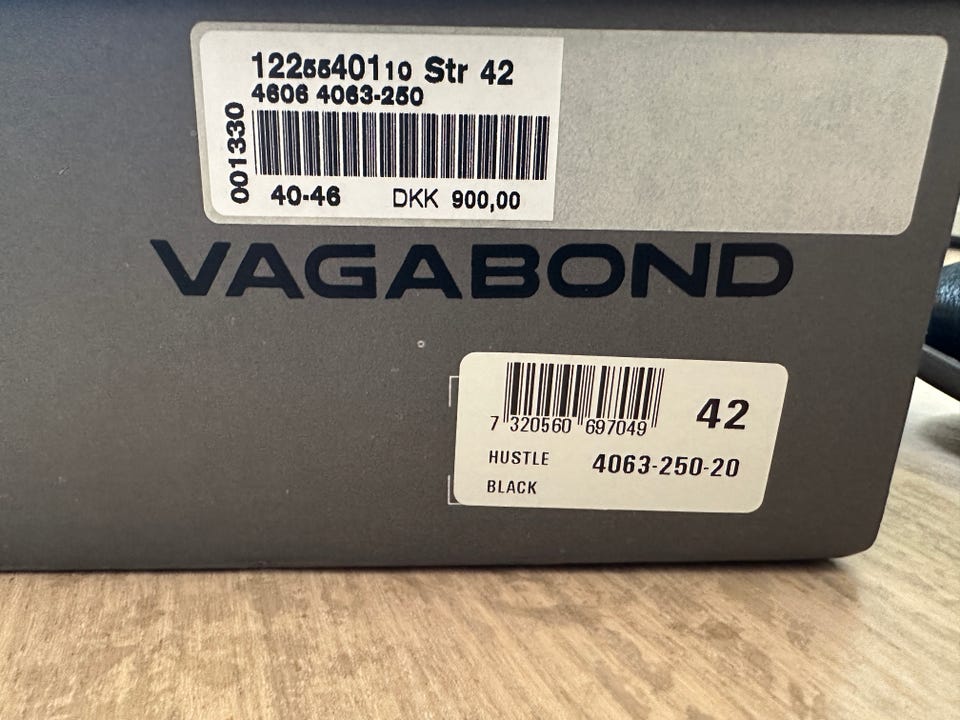 1225540110 Str 42
4606 4063-250
001330
40-46 DKK 900,00
VAGABOND
7 320560 697049
42
HUSTLE 4063-250-20
BLACK